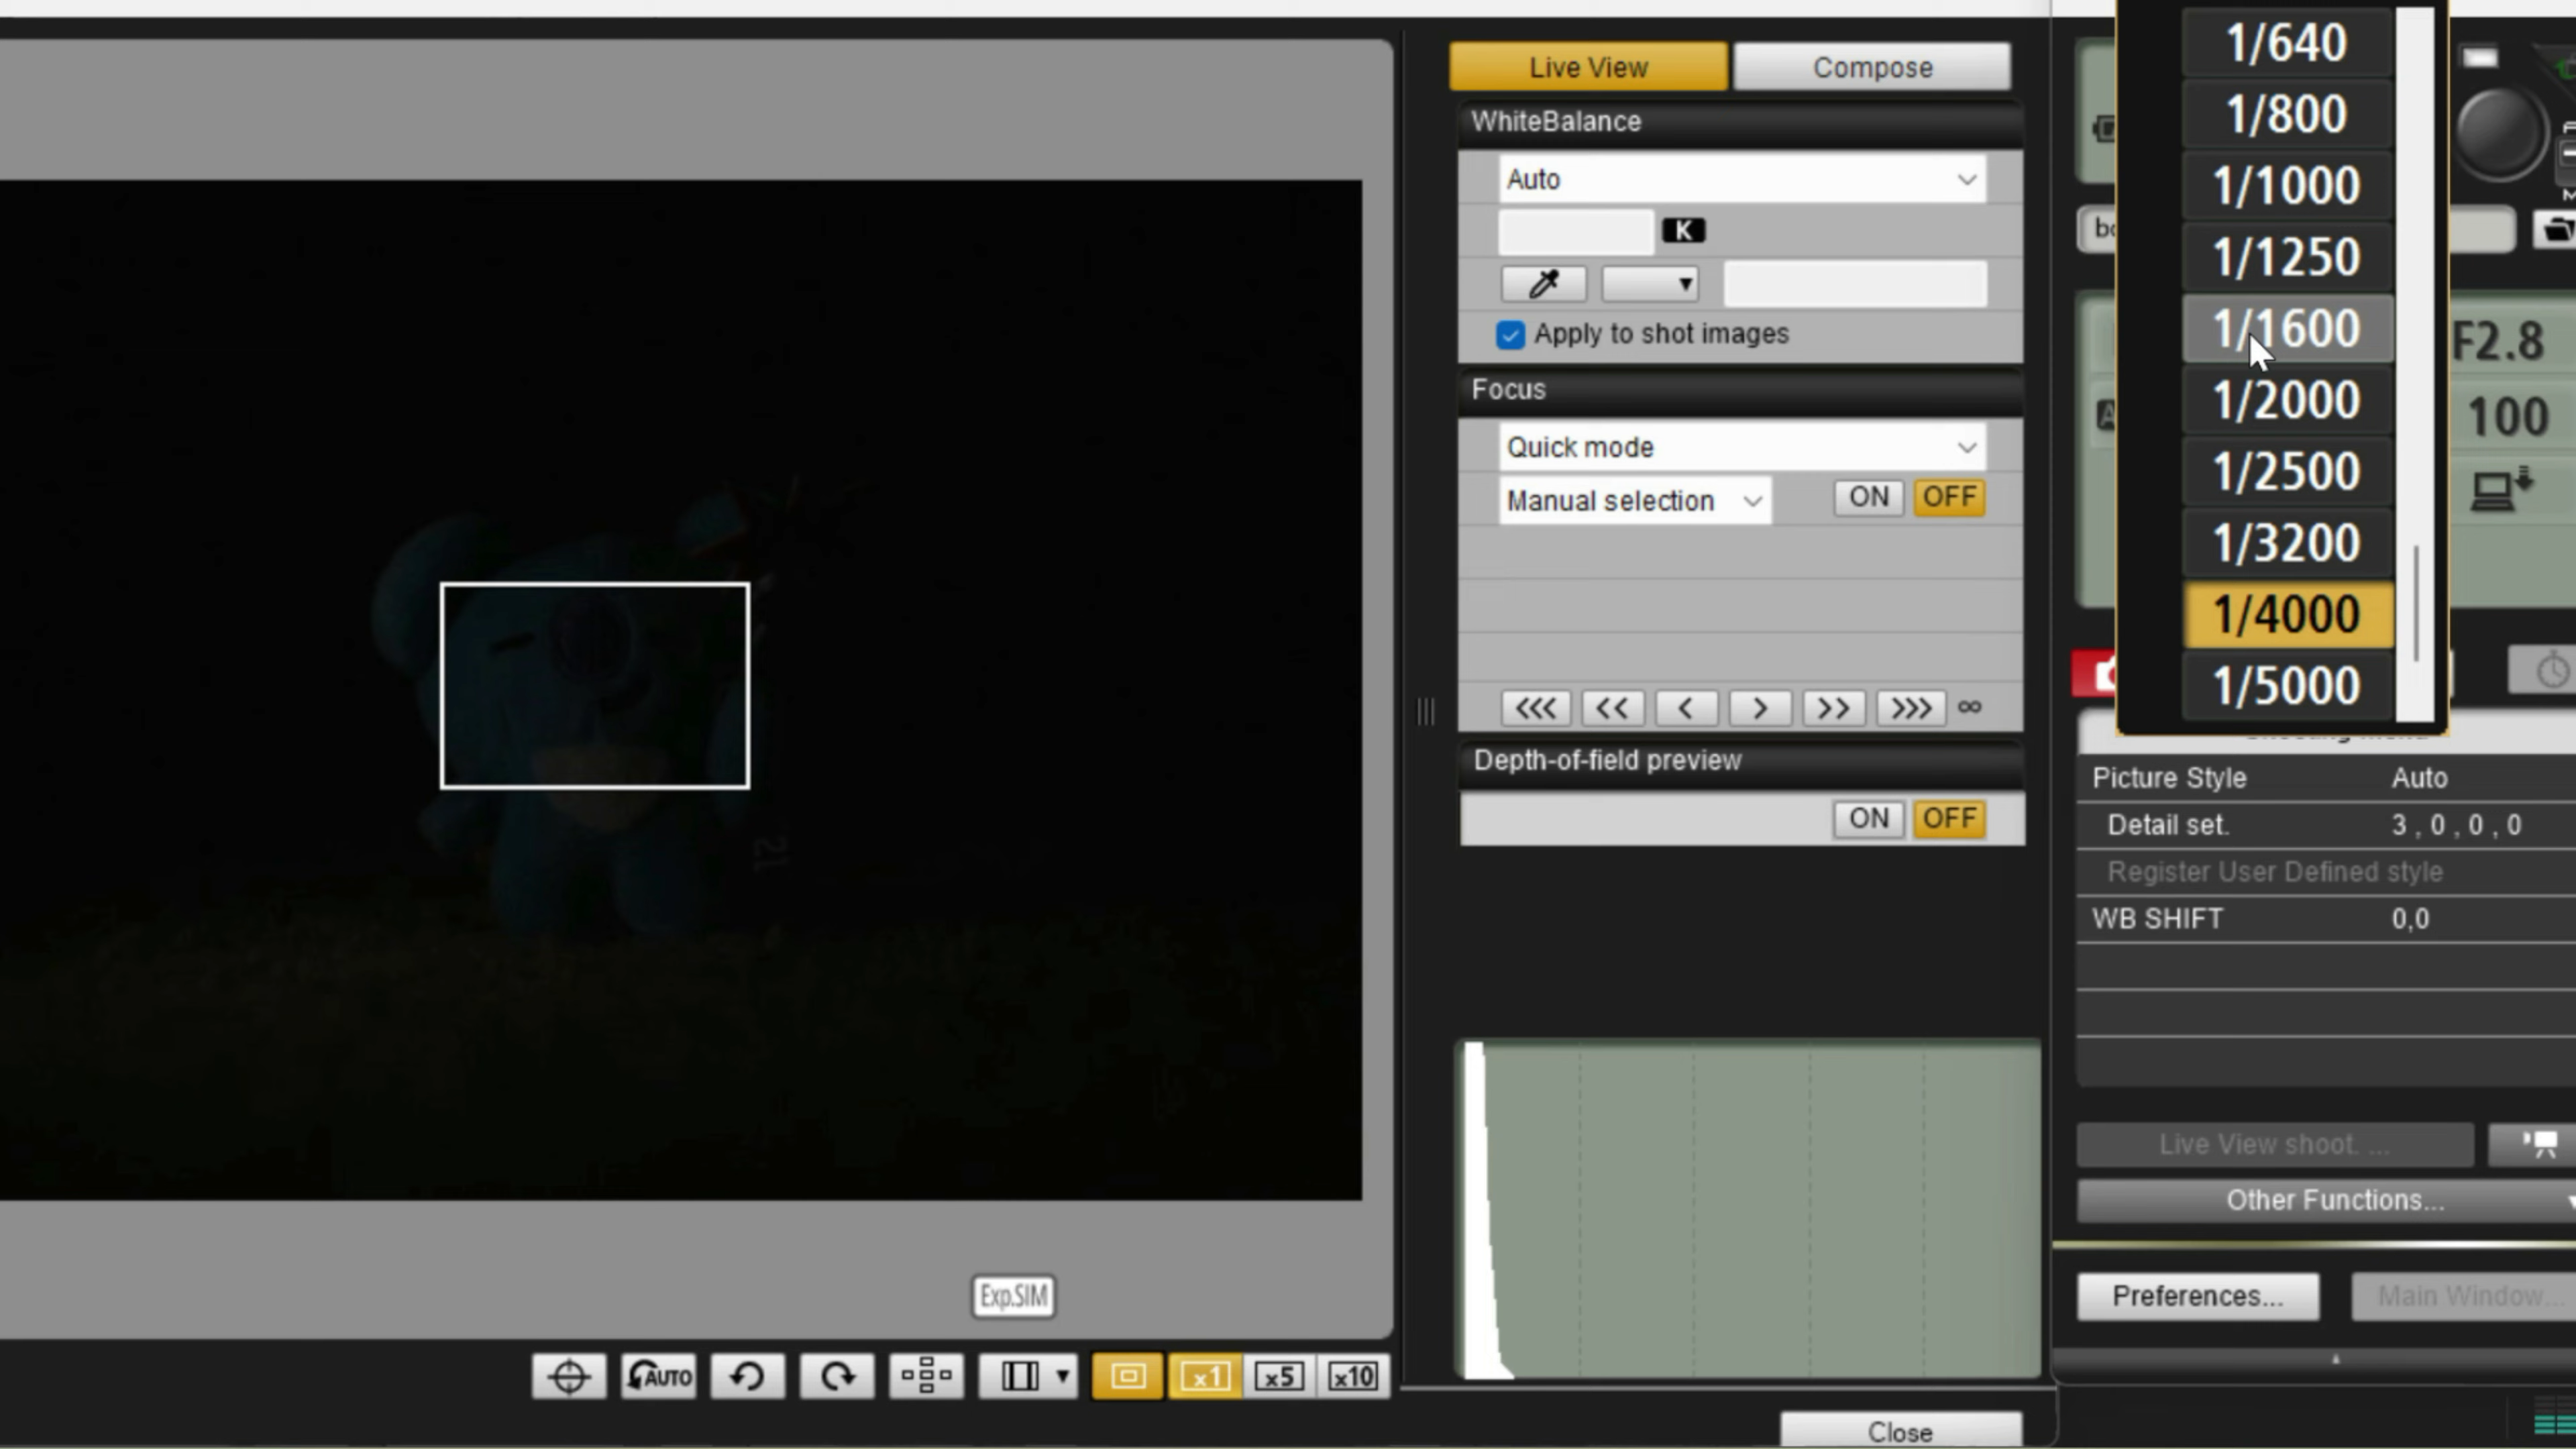 Live View
Compose
WhiteBalance
Auto
K
Apply to shot images
Focus
Quick mode
Manual selection
ON
OFF
<<<
<<
<
>
>>
>>>
∞
Depth-of-field preview
ON
OFF
Exp.SIM
AUTO
x1
x5
x10
Close
1/640
1/800
1/1000
1/1250
1/1600
1/2000
1/2500
1/3200
1/4000
1/5000
F2.8
100
Picture Style Auto
Detail set. 3 , 0 , 0 , 0
Register User Defined style
WB SHIFT 0,0
Live View shoot. ...
Other Functions...
Preferences...
Main Window...
21